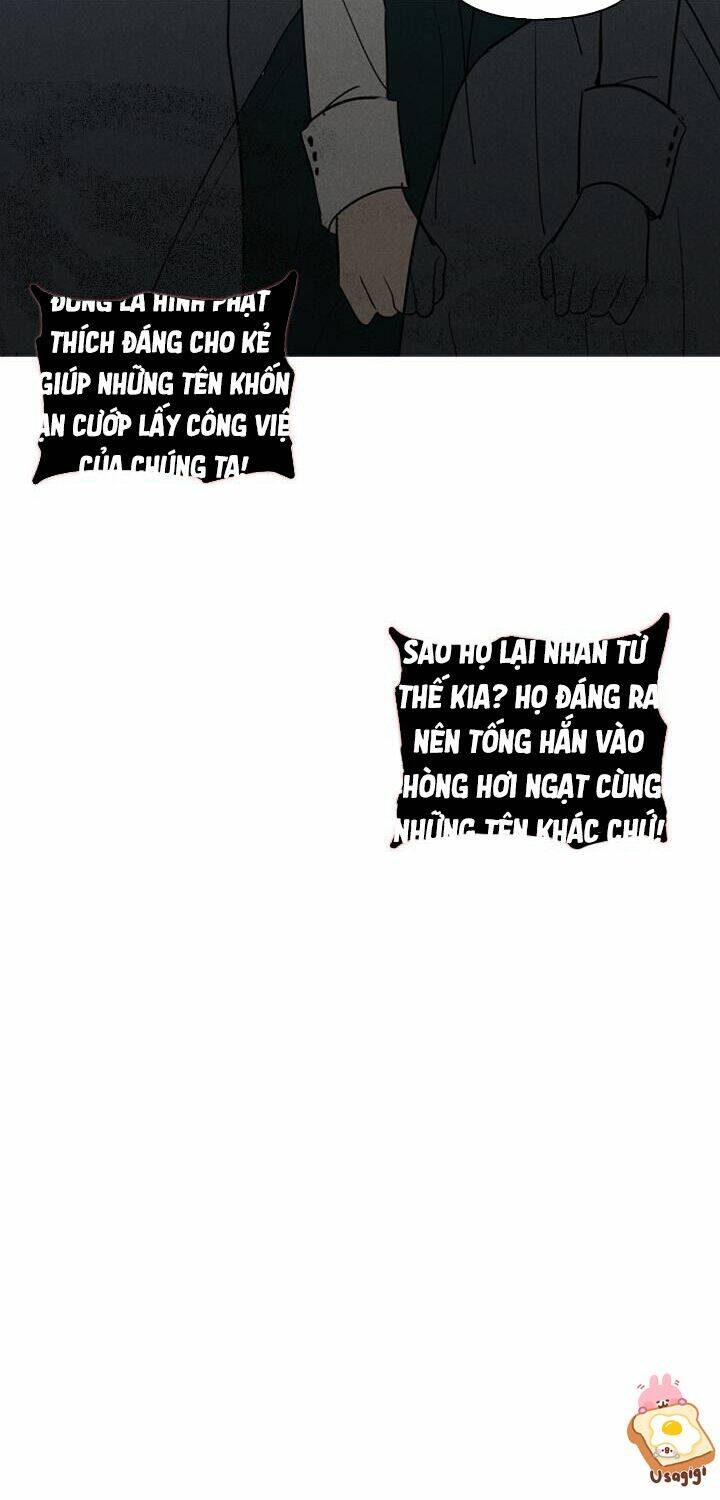 ĐÚNG LÀ HÌNH PHẠT
THÍCH ĐÁNG CHO KẺ
GIÚP NHỮNG TÊN KHỐN
ẠN CƯỚP LẤY CÔNG VIỆ
CỦA CHÚNG TA!
SAO HỌ LẠI NHÂN TỪ
THẾ KIA? HỌ ĐÁNG RA
NÊN TỐNG HẮN VÀO
HÒNG HƠI NGẠT CÙNG
NHỮNG TÊN KHÁC CHỨ!
Usagigi